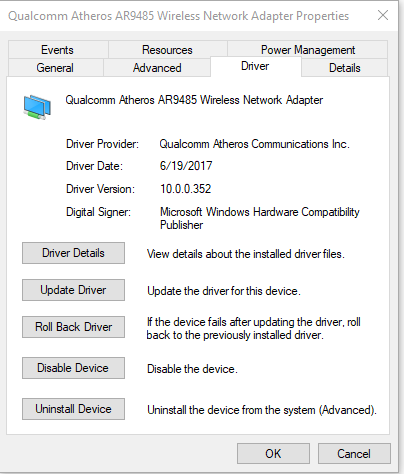 Qualcomm Atheros AR9485 Wireless Network Adapter Properties
Events Resources Power Management
General Advanced Driver Details
Qualcomm Atheros AR9485 Wireless Network Adapter
Driver Provider: Qualcomm Atheros Communications Inc.
Driver Date: 6/19/2017
Driver Version: 10.0.0.352
Digital Signer: Microsoft Windows Hardware Compatibility
Publisher
Driver Details View details about the installed driver files.
Update Driver Update the driver for this device.
Roll Back Driver If the device fails after updating the driver, roll
back to the previously installed driver.
Disable Device Disable the device.
Uninstall Device Uninstall the device from the system (Advanced).
OK Cancel